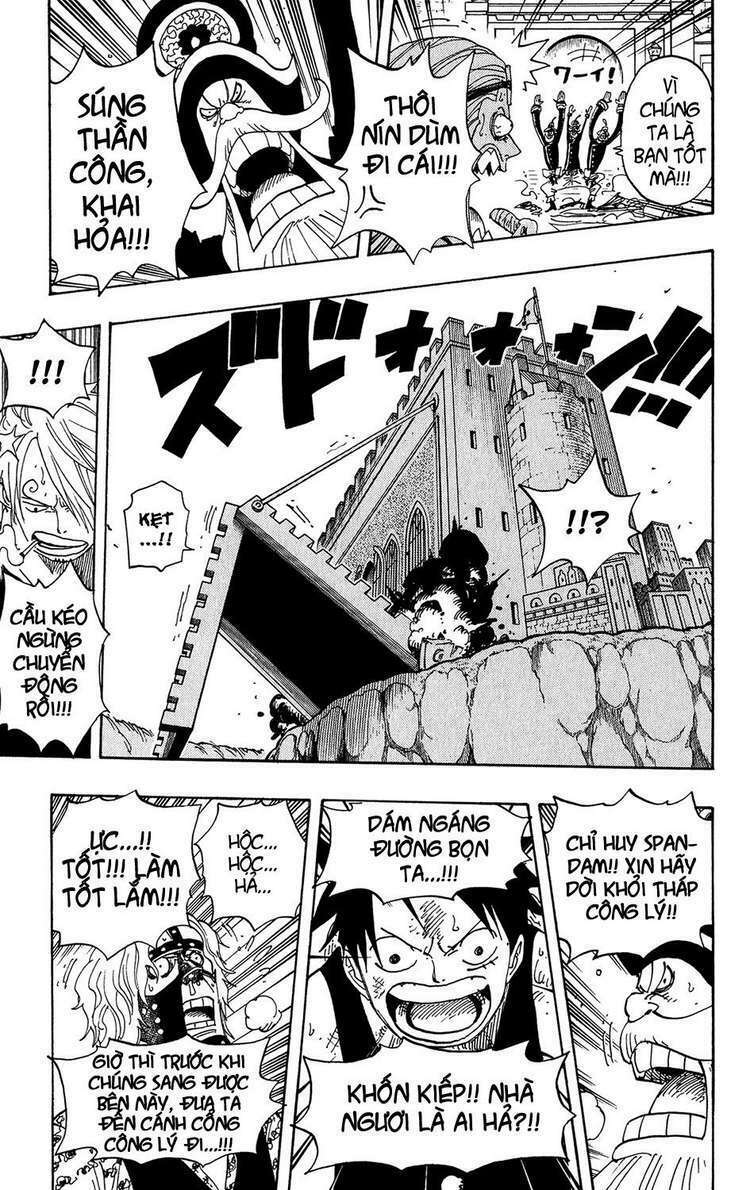 VÌ
CHÚNG
TA LÀ
BẠN TỐT
MÀ!!!
ワーイ!
THÔI
NÍN DÙM
ĐI CÁI!!!
SÚNG
THẦN
CÔNG,
KHAI
HỎA!!!
ズドォォォン!!!
!!?
KẸT
...!!
!!!
CẦU KÉO
NGỪNG
CHUYỂN
ĐỘNG
RỒI!!!
CHỈ HUY SPAN-
DAM!! XIN HÃY
DỜI KHỎI THÁP
CÔNG LÝ!!
DÁM NGÁNG
ĐƯỜNG BỌN
TA...!!!
KHỐN KIẾP!! NHÀ
NGƯƠI LÀ AI HẢ?!!
HỘC...
HỘC...
HÁ...
ỰC...!!
TỐT!!! LÀM
TỐT LẮM!!!
GIỜ THÌ TRƯỚC KHI
CHÚNG SANG ĐƯỢC
BÊN NÀY, ĐƯA TA
ĐẾN CÁNH CỔNG
CÔNG LÝ ĐI...!!!